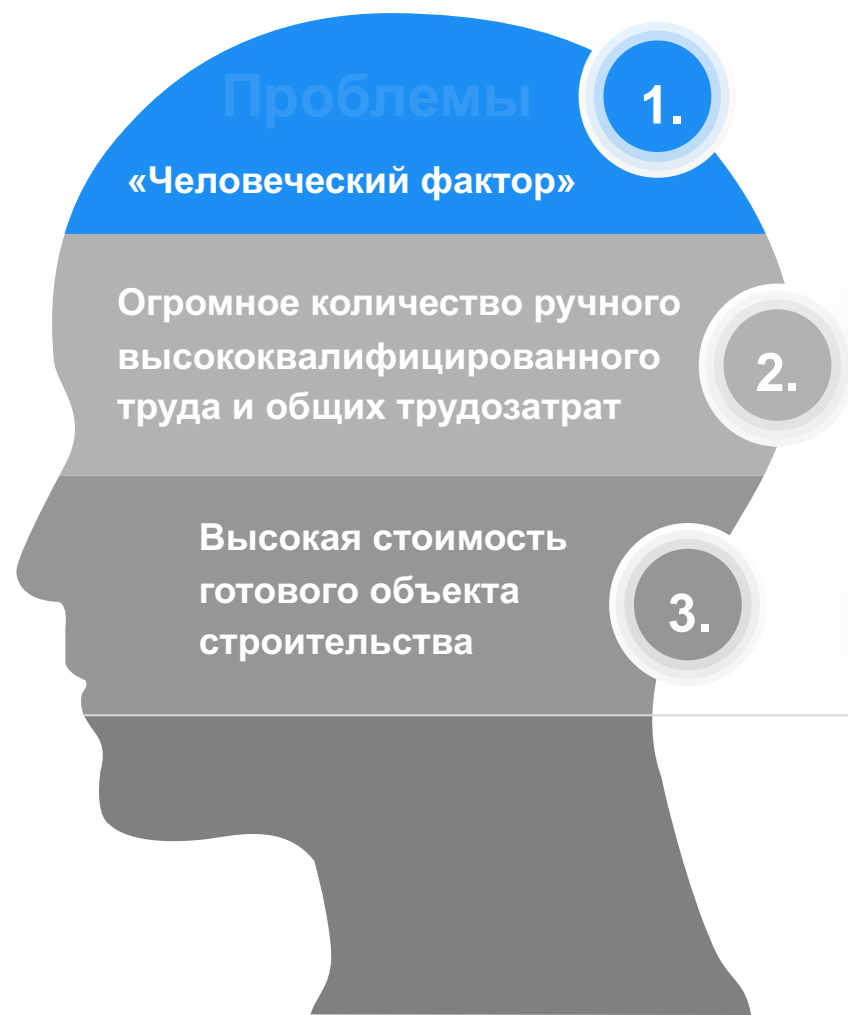 Проблемы
1.
«Человеческий фактор»
Огромное количество ручного
высококвалифицированного
труда и общих трудозатрат
2.
Высокая стоимость
готового объекта
строительства
3.